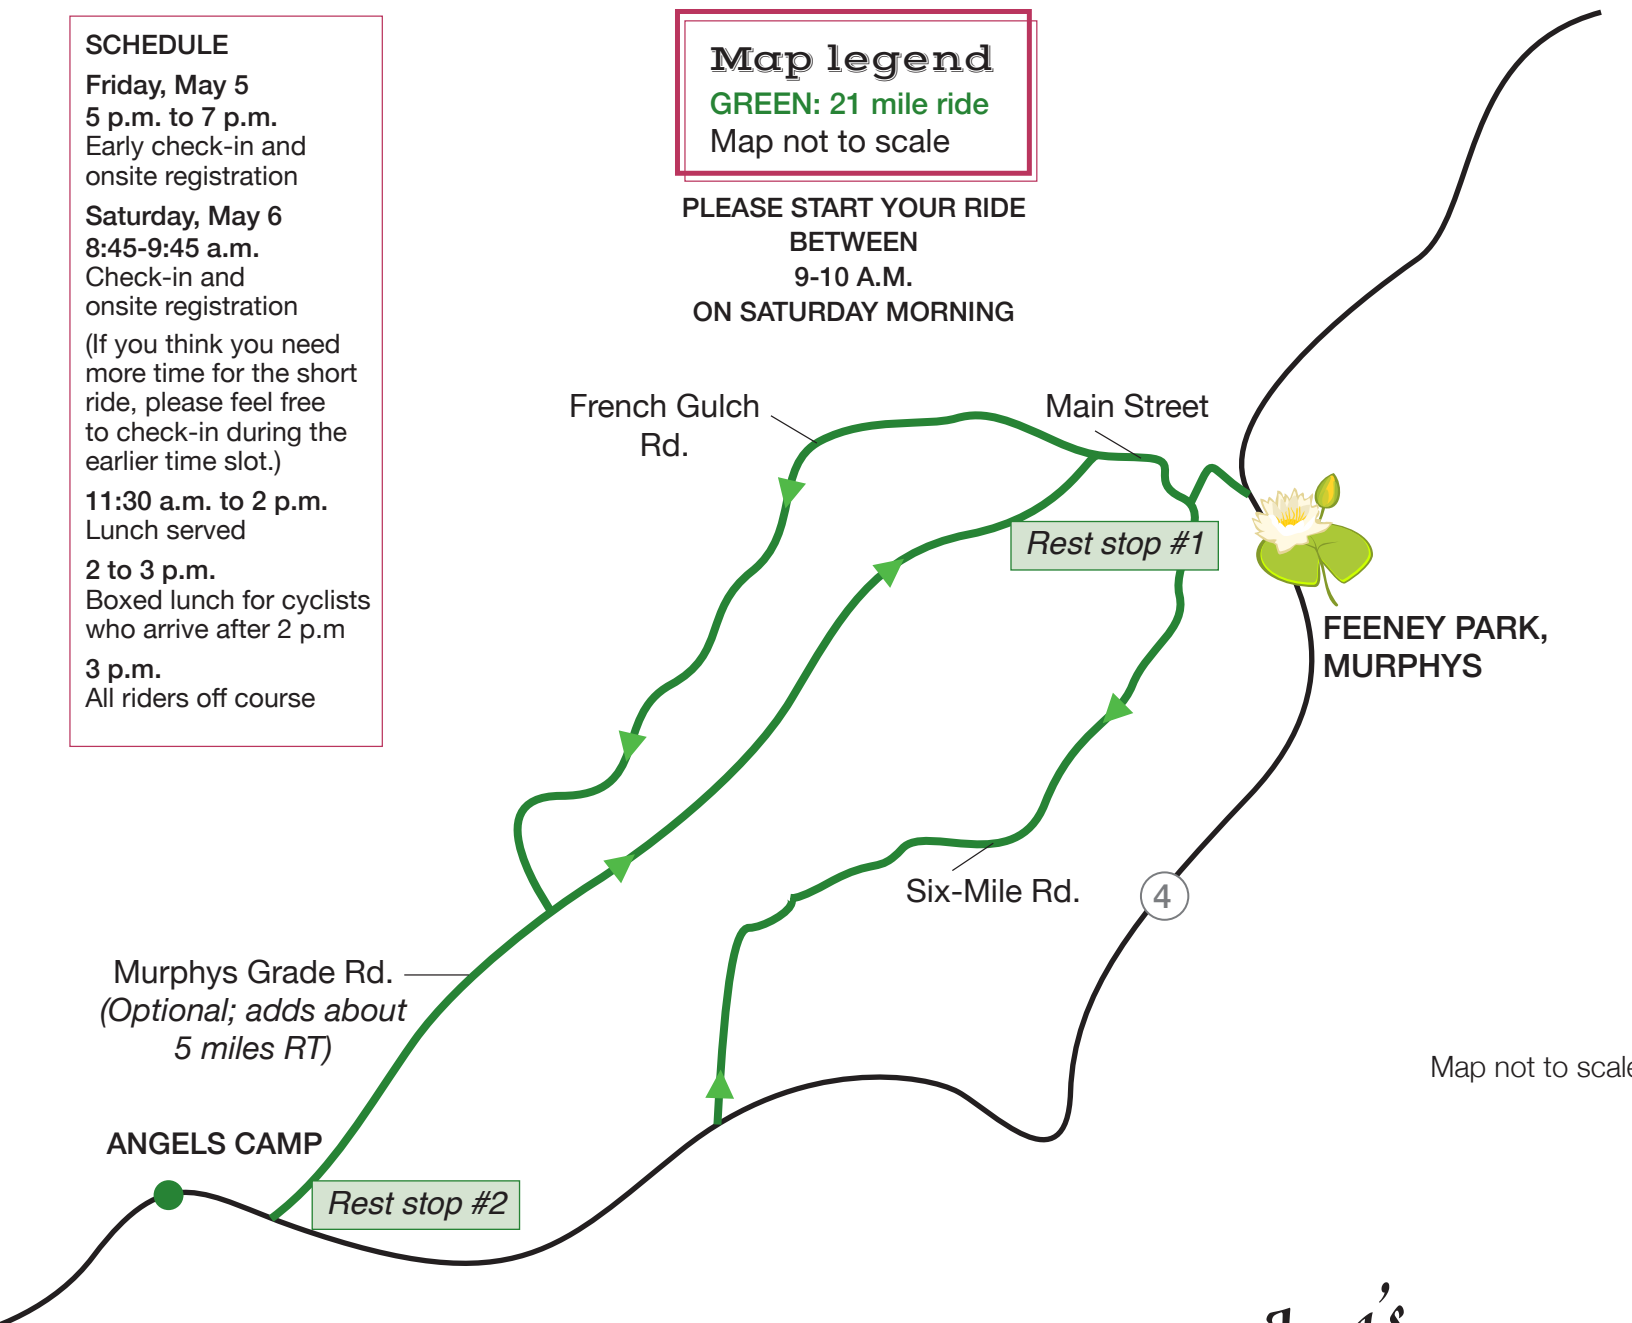 SCHEDULE
Friday, May 5
5 p.m. to 7 p.m.
Early check-in and
onsite registration
Saturday, May 6
8:45-9:45 a.m.
Check-in and
onsite registration
(If you think you need
more time for the short
ride, please feel free
to check-in during the
earlier time slot.)
11:30 a.m. to 2 p.m.
Lunch served
2 to 3 p.m.
Boxed lunch for cyclists
who arrive after 2 p.m
3 p.m.
All riders off course
Map legend
GREEN: 21 mile ride
Map not to scale
PLEASE START YOUR RIDE
BETWEEN
9-10 A.M.
ON SATURDAY MORNING
French Gulch
Rd.
Main Street
Rest stop #1
FEENEY PARK,
MURPHYS
Six-Mile Rd.
4
Murphys Grade Rd.
(Optional; adds about
5 miles RT)
Map not to scale
ANGELS CAMP
Rest stop #2